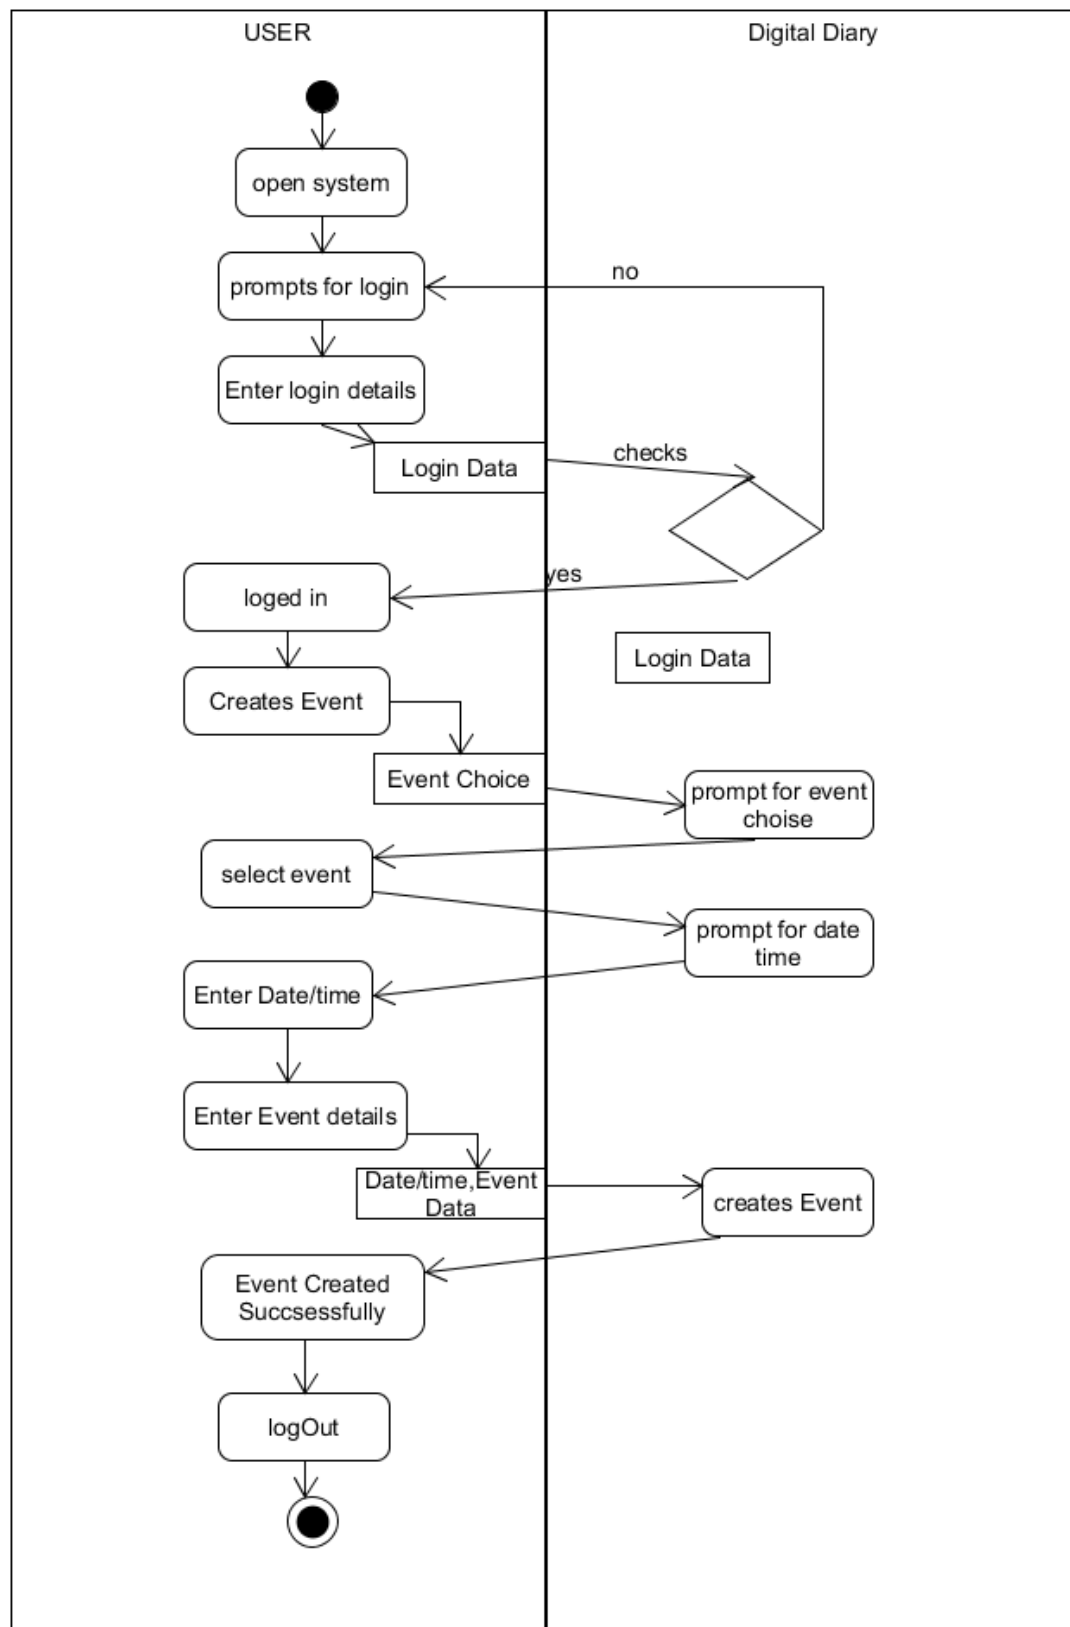 USER
Digital Diary
open system
prompts for login
no
Enter login details
Login Data
checks
yes
loged in
Login Data
Creates Event
Event Choice
prompt for event
choise
select event
prompt for date
time
Enter Date/time
Enter Event details
Date/time,Event
Data
creates Event
Event Created
Succsessfully
logOut